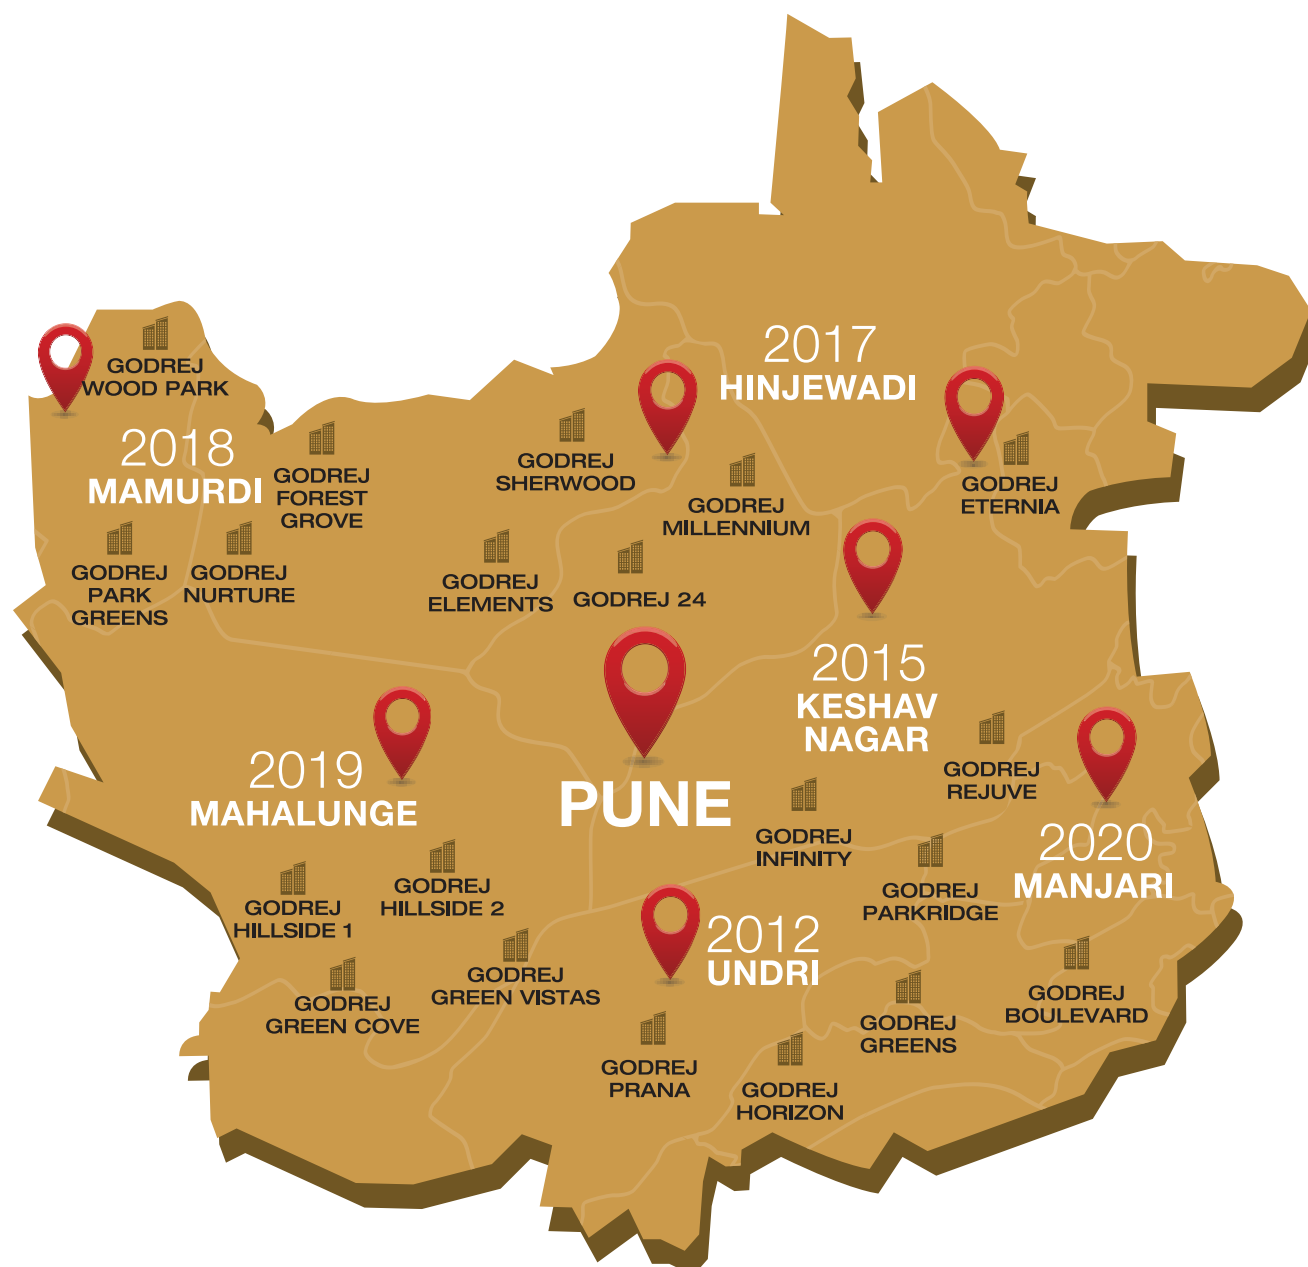 GODREJ
WOOD PARK
2018
MAMURDI
GODREJ
FOREST
GROVE
GODREJ
PARK
GREENS
GODREJ
NURTURE
2017
HINJEWADI
GODREJ
SHERWOOD
GODREJ
MILLENNIUM
GODREJ
ETERNIA
GODREJ
ELEMENTS
GODREJ 24
2015
KESHAV
NAGAR
GODREJ
REJUVE
2019
MAHALUNGE
PUNE
GODREJ
INFINITY
2020
MANJARI
GODREJ
HILLSIDE 1
GODREJ
HILLSIDE 2
GODREJ
PARKRIDGE
2012
UNDRI
GODREJ
GREEN COVE
GODREJ
GREEN VISTAS
GODREJ
BOULEVARD
GODREJ
GREENS
GODREJ
PRANA
GODREJ
HORIZON